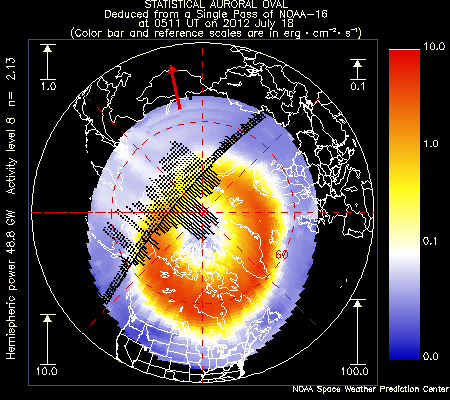 STATISTICAL AURORAL OVAL
Deduced from a Single Pass of NOAA-16
at 0511 UT on 2012 July 18
(Color bar and reference scales are in erg · cm⁻² · s⁻¹)
Hemispheric power 48.8 GW   Activity level 8   n= 2.13
1.0
0.1
10.0
100.0
60
10.0
1.0
0.1
0.0
NOAA Space Weather Prediction Center